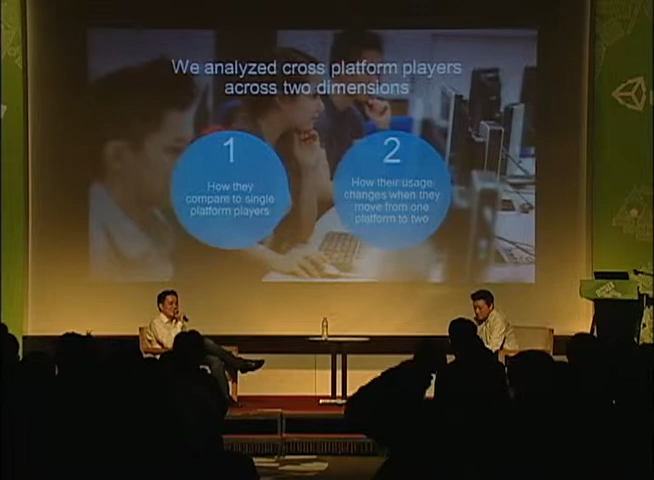 We analyzed cross platform players
across two dimensions
1
How they
compare to single
platform players
2
How their usage
changes when they
move from one
platform to two